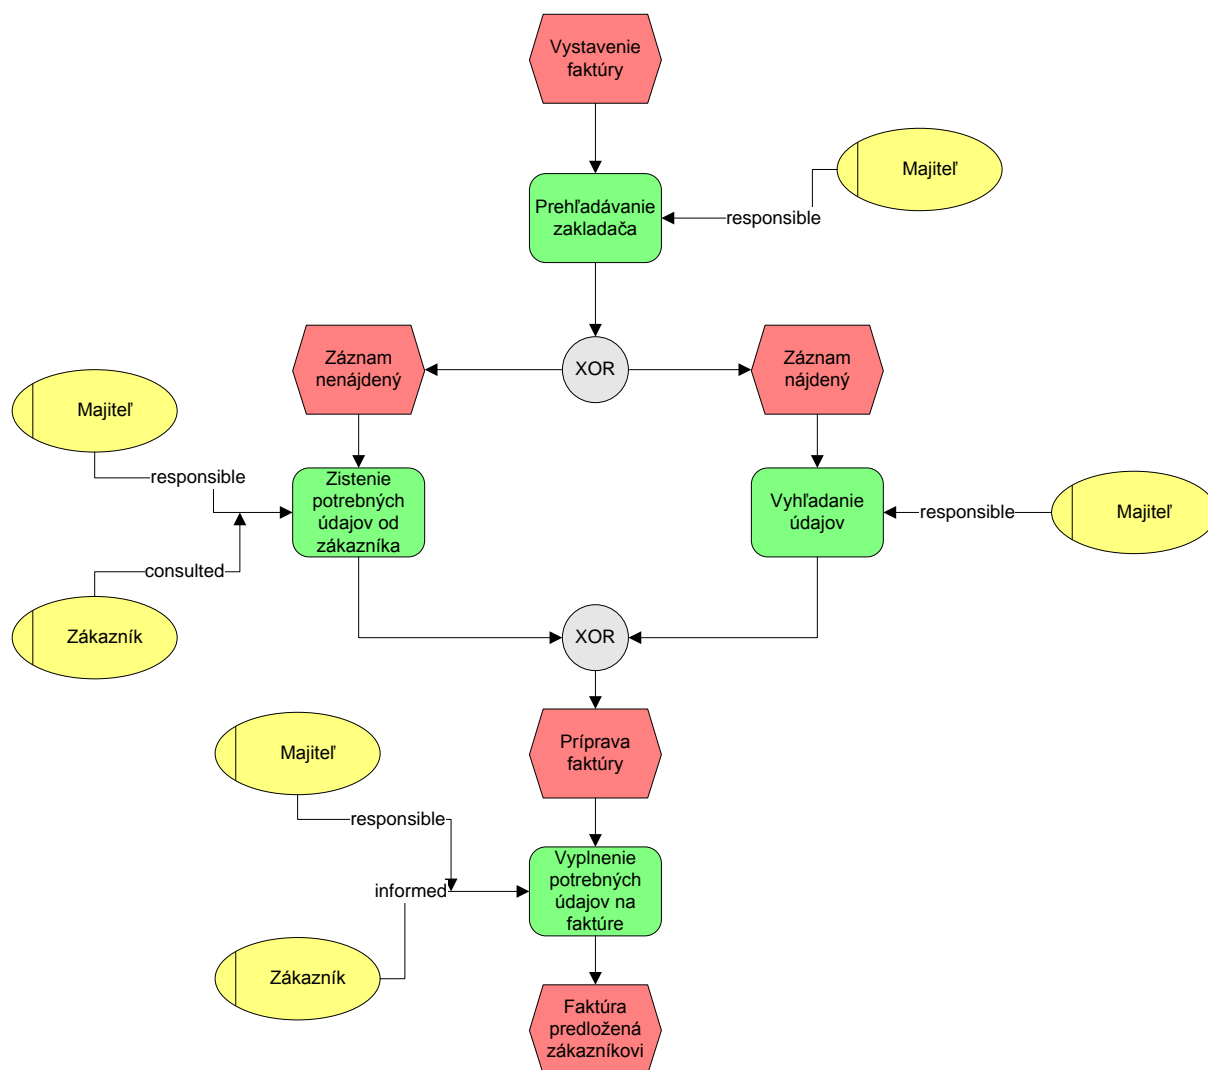 Vystavenie
faktúry
Majiteľ
Prehľadávanie
zakladača
responsible
Záznam
nenájdený
XOR
Záznam
nájdený
Majiteľ
responsible
Zistenie
potrebných
údajov od
zákazníka
Vyhľadanie
údajov
responsible
Majiteľ
consulted
Zákazník
XOR
Majiteľ
Príprava
faktúry
responsible
Vyplnenie
potrebných
údajov na
faktúre
informed
Zákazník
Faktúra
predložená
zákazníkovi